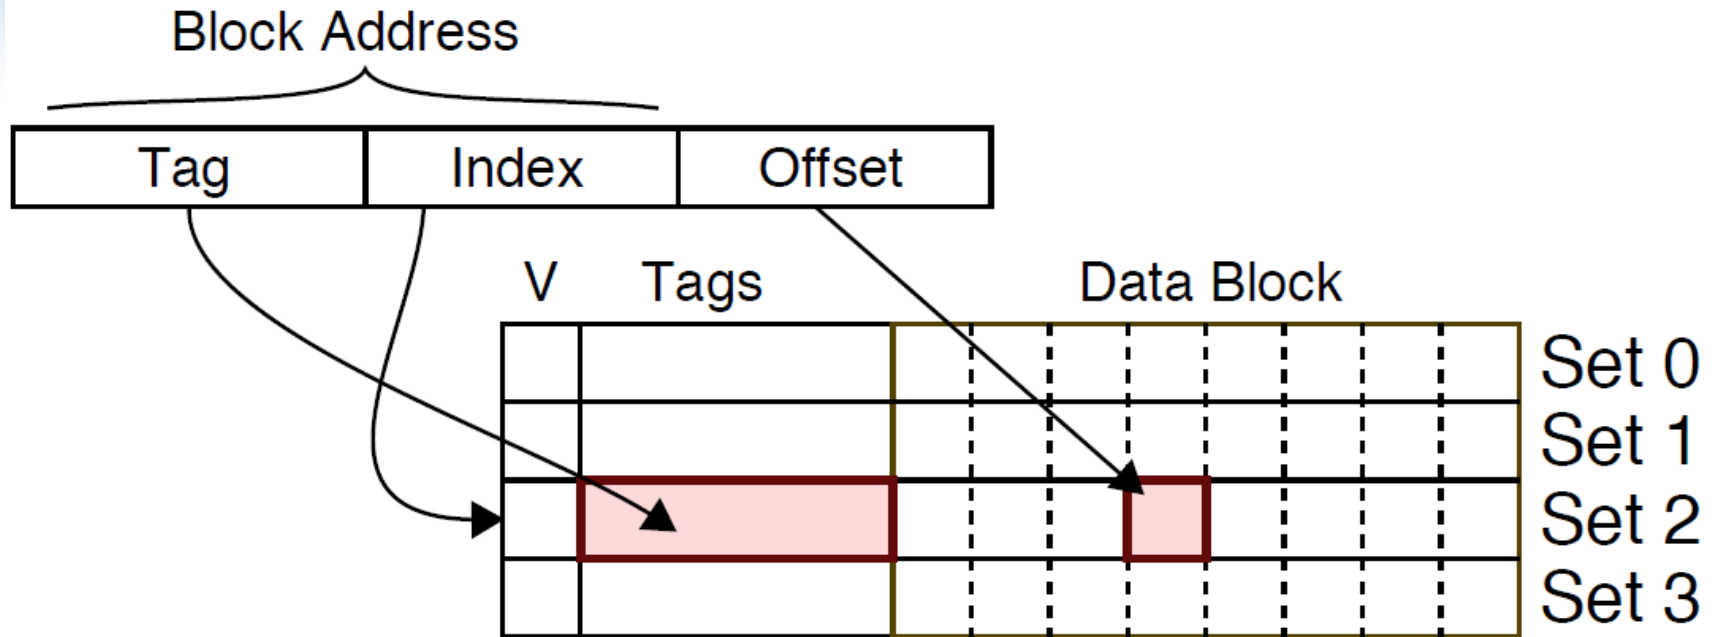 Block Address
Tag Index Offset
V Tags Data Block
Set 0
Set 1
Set 2
Set 3